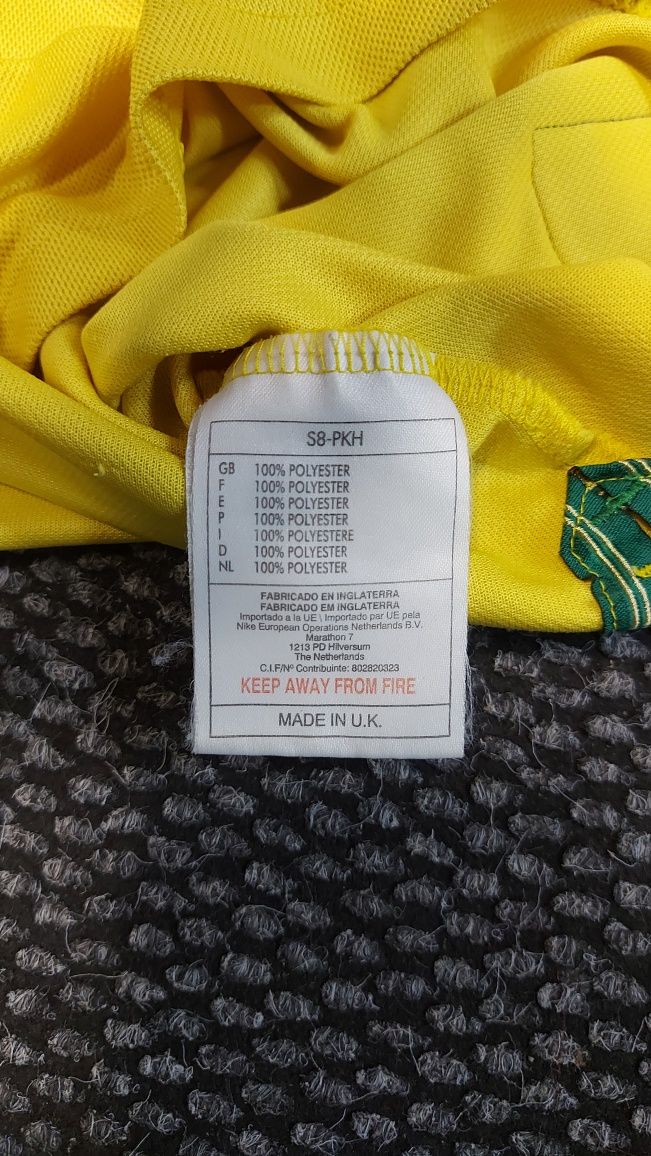 S8-PKH
GB 100% POLYESTER
F 100% POLYESTER
E 100% POLYESTER
P 100% POLYESTER
I 100% POLYESTERE
D 100% POLYESTER
NL 100% POLYESTER
FABRICADO EN INGLATERRA
FABRICADO EM INGLATERRA
Importado a la UE \ Importado par UE pela
Nike European Operations Netherlands B.V.
Marathon 7
1213 PD Hilversum
The Netherlands
C.I.F/Nº Contribuinte: 802820323
KEEP AWAY FROM FIRE
MADE IN U.K.